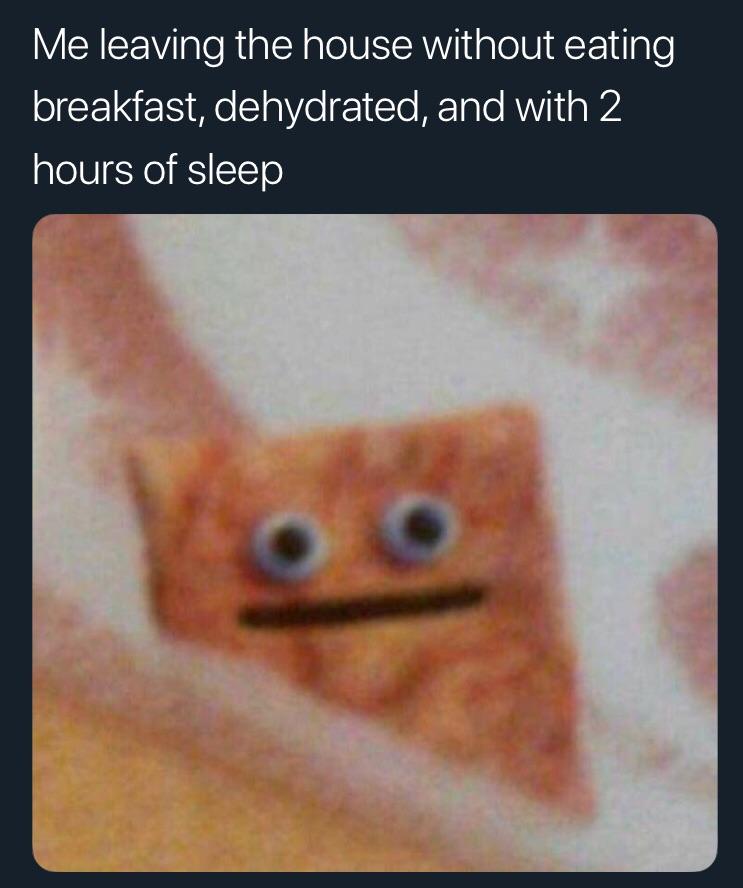 Me leaving the house without eating
breakfast, dehydrated, and with 2
hours of sleep